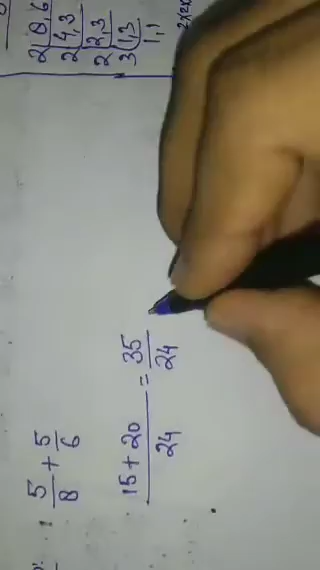 2|8,6
2|4,3
2|2,3
3|1,3
1,1
5/8 + 5/6
15+20/24 = 35/24